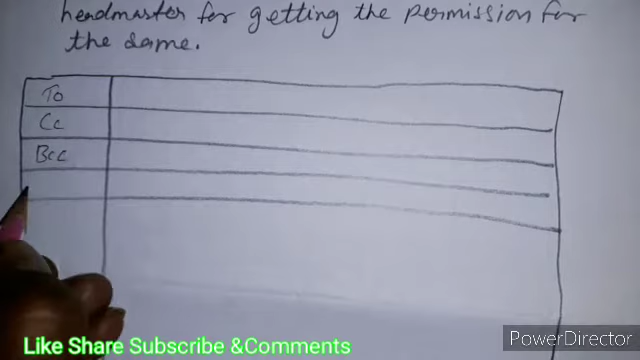 headmaster for getting the permission for
the same.
To
Cc
Bcc
Like Share Subscribe &Comments
PowerDirector